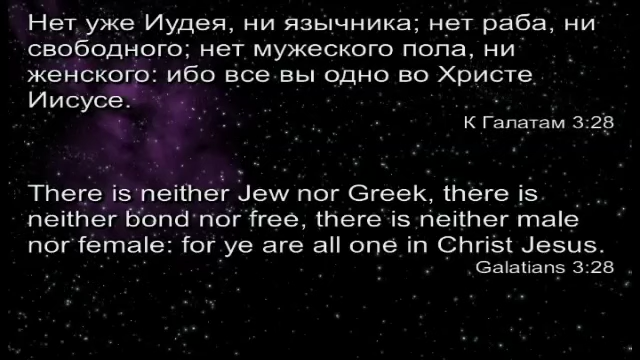 Нет уже Иудея, ни язычника; нет раба, ни
свободного; нет мужеского пола, ни
женского: ибо все вы одно во Христе
Иисусе.
К Галатам 3:28
There is neither Jew nor Greek, there is
neither bond nor free, there is neither male
nor female: for ye are all one in Christ Jesus.
Galatians 3:28